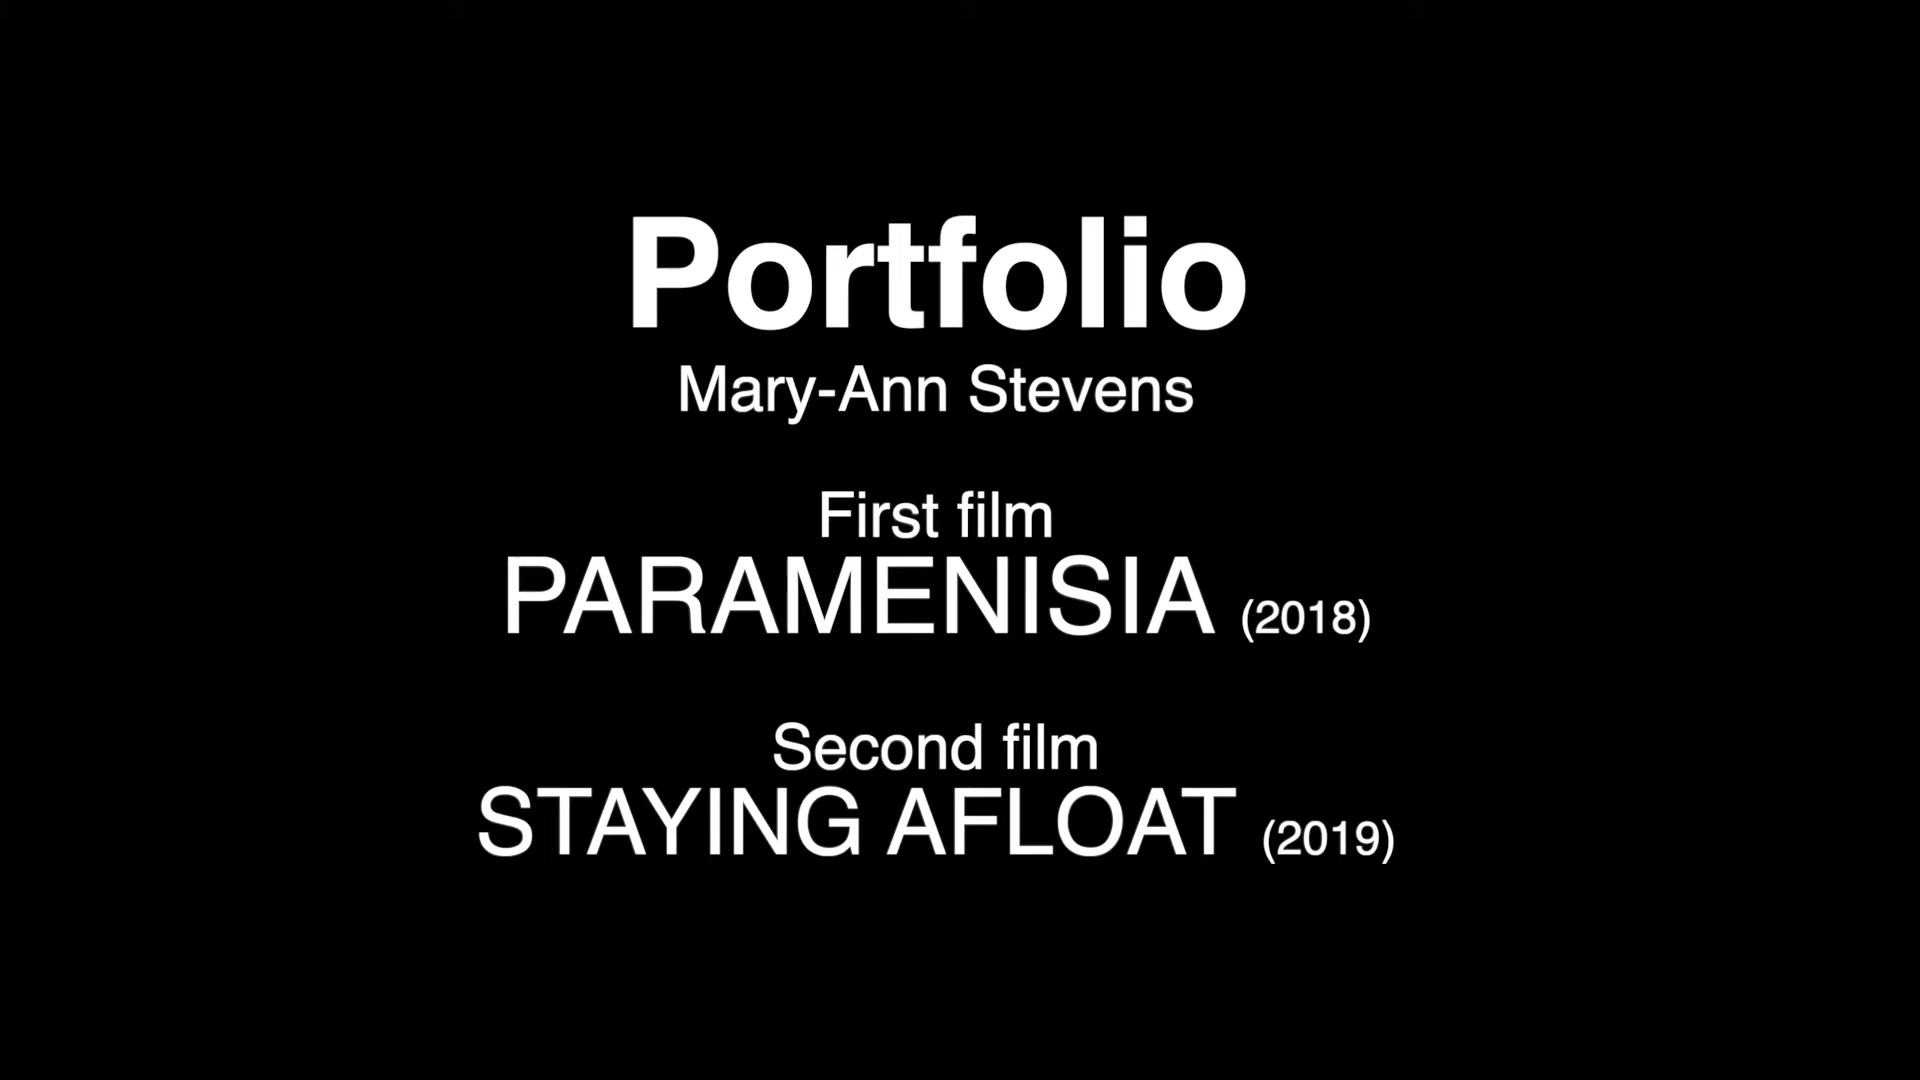 Portfolio
Mary-Ann Stevens
First film
PARAMENISIA (2018)
Second film
STAYING AFLOAT (2019)